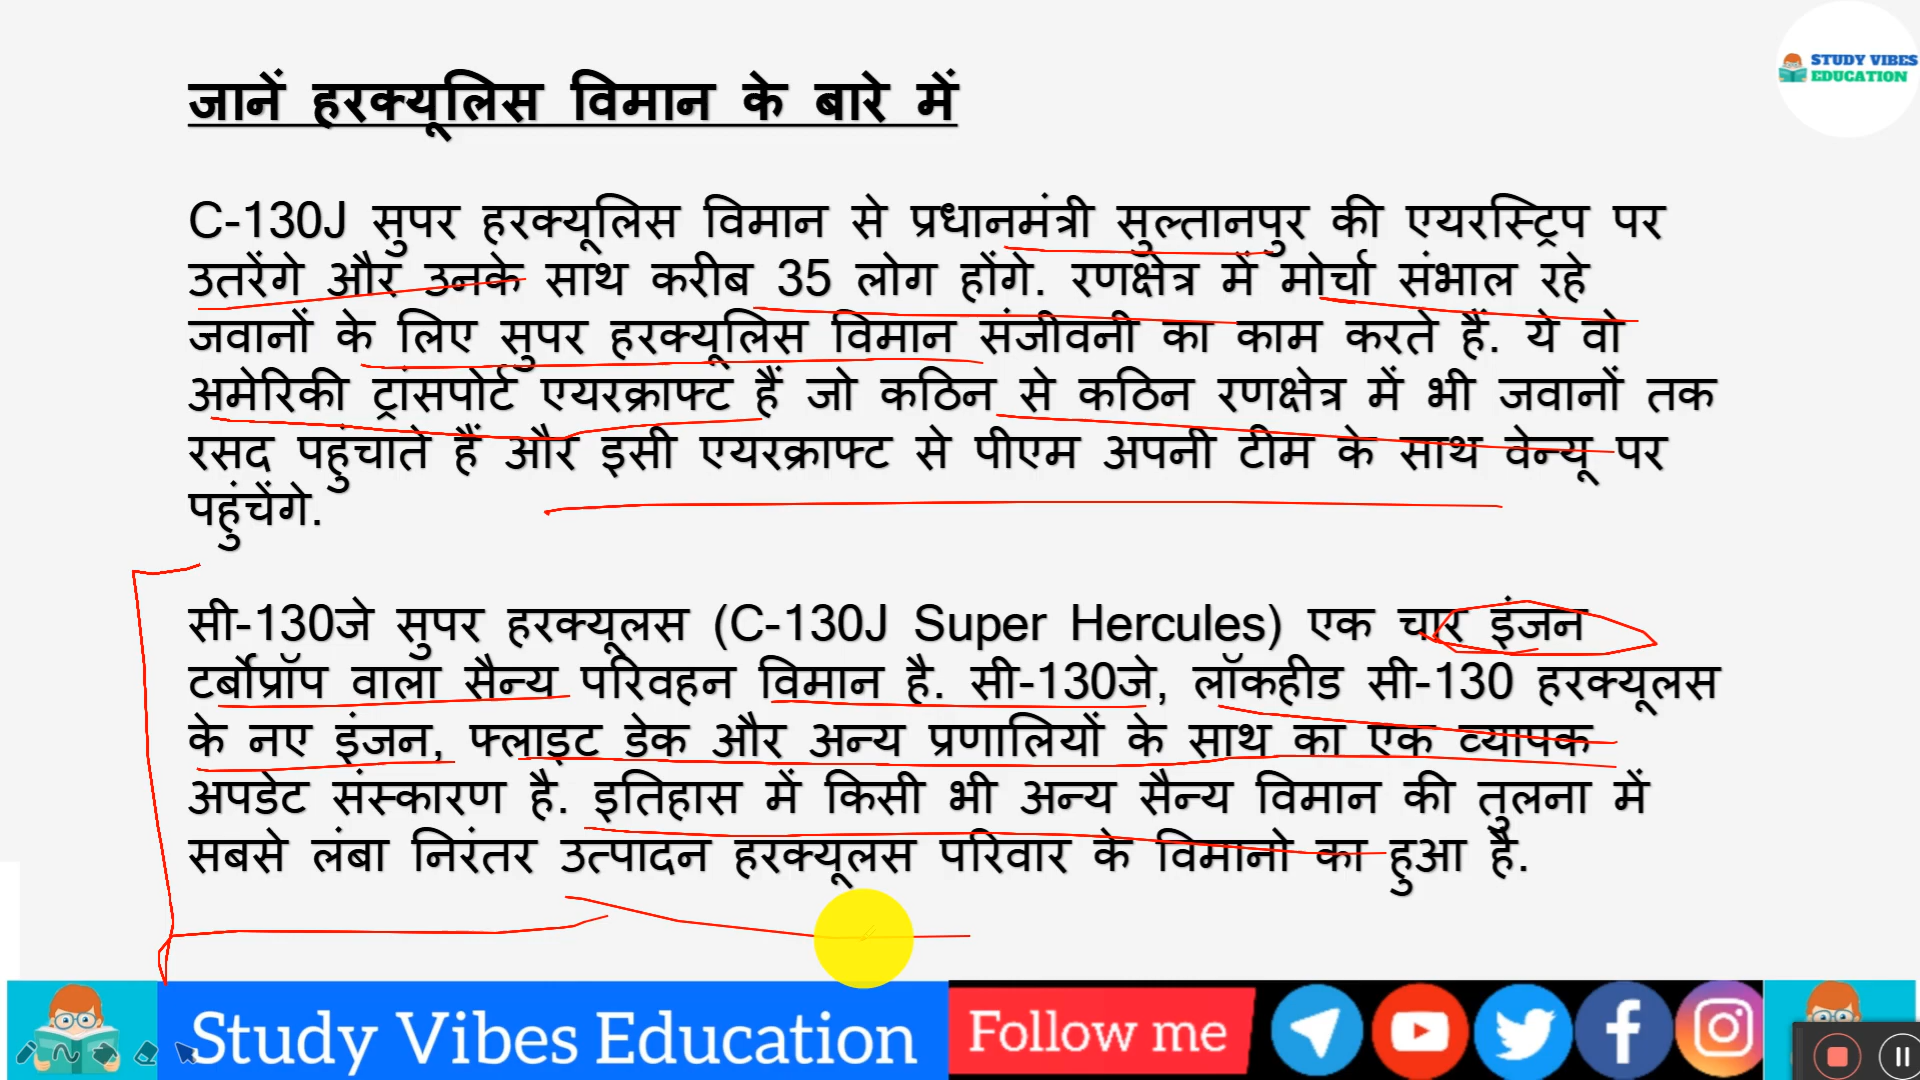 STUDY VIBES
EDUCATION
जानें हरक्यूलिस विमान के बारे में
C-130J सुपर हरक्यूलिस विमान से प्रधानमंत्री सुल्तानपुर की एयरस्ट्रिप पर
उतरेंगे और उनके साथ करीब 35 लोग होंगे. रणक्षेत्र में मोर्चा संभाल रहे
जवानों के लिए सुपर हरक्यूलिस विमान संजीवनी का काम करते हैं. ये वो
अमेरिकी ट्रांसपोर्ट एयरक्राफ्ट हैं जो कठिन से कठिन रणक्षेत्र में भी जवानों तक
रसद पहुंचाते हैं और इसी एयरक्राफ्ट से पीएम अपनी टीम के साथ वेन्यू पर
पहुंचेंगे.
सी-130जे सुपर हरक्यूलस (C-130J Super Hercules) एक चार इंजन
टर्बोप्रॉप वाला सैन्य परिवहन विमान है. सी-130जे, लॉकहीड सी-130 हरक्यूलस
के नए इंजन, फ्लाइट डेक और अन्य प्रणालियों के साथ का एक व्यापक
अपडेट संस्कारण है. इतिहास में किसी भी अन्य सैन्य विमान की तुलना में
सबसे लंबा निरंतर उत्पादन हरक्यूलस परिवार के विमानो का हुआ है.
Study Vibes Education Follow me